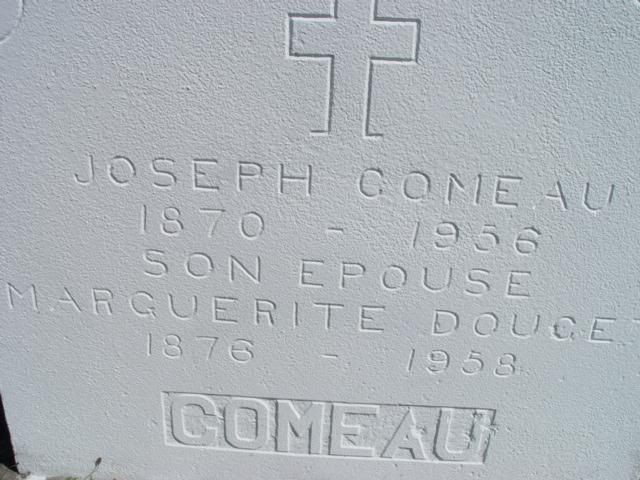 JOSEPH COMEAU
1870 - 1956
SON EPOUSE
MARGUERITE DOUCET
1876 - 1958
COMEAU